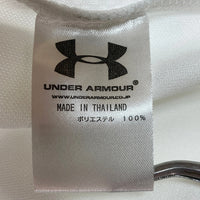 UNDER ARMOUR
WWW.UNDERARMOUR.CO.JP
MADE IN THAILAND
ポリエステル 100%